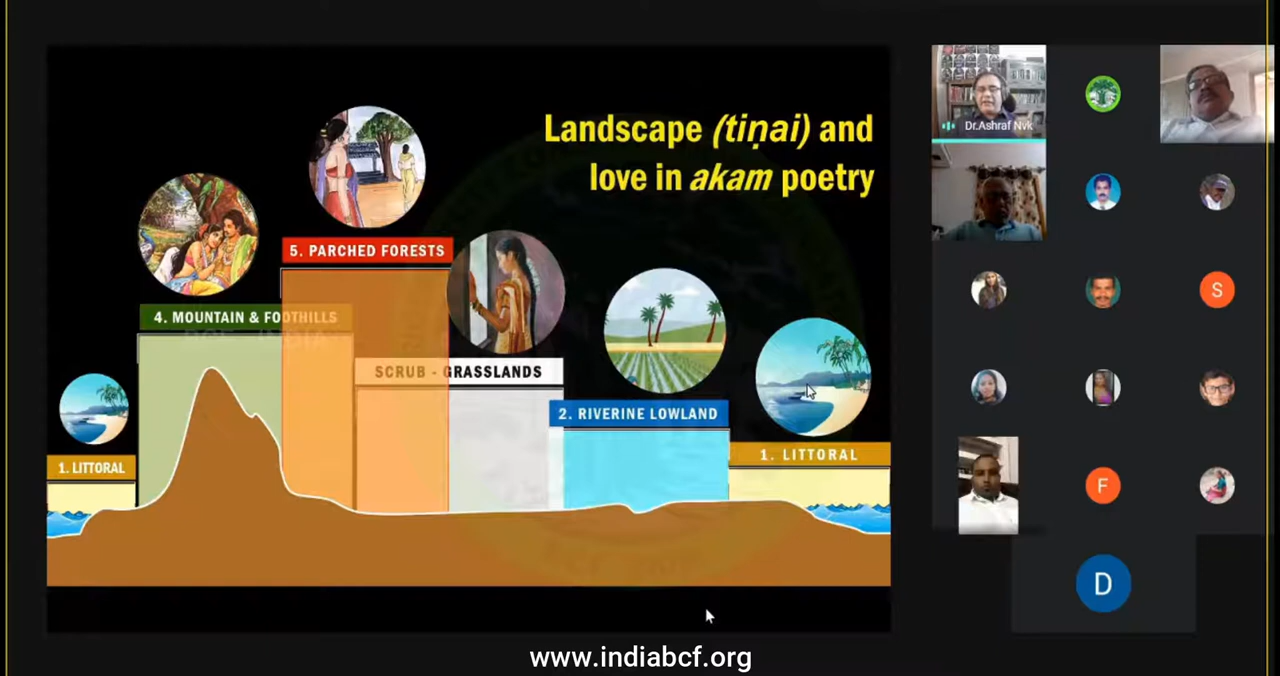 Landscape (tiṇai) and
love in akam poetry
5. PARCHED FORESTS
4. MOUNTAIN & FOOTHILLS
SCRUB - GRASSLANDS
2. RIVERINE LOWLAND
1. LITTORAL
1. LITTORAL
Dr.Ashraf Nvk
S
F
D
www.indiabcf.org